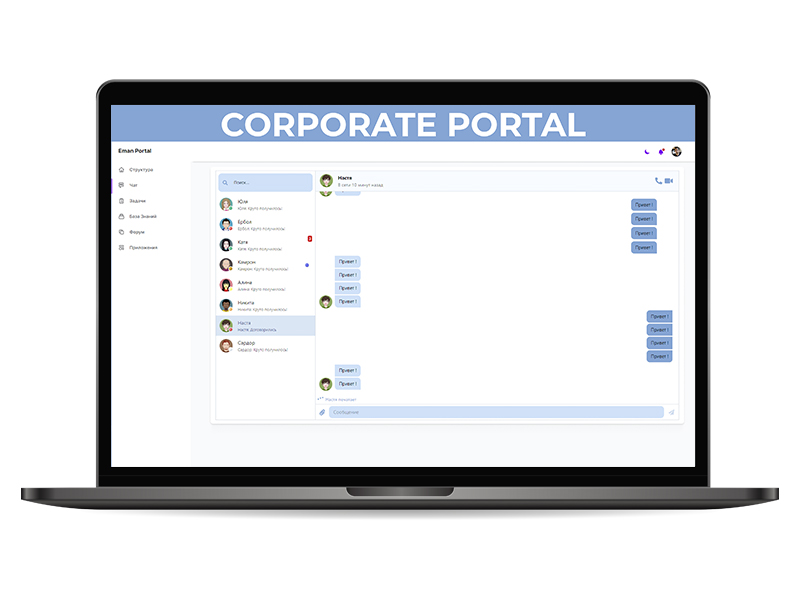 CORPORATE PORTAL
Eman Portal
Структура
Чат
Задачи
База Знаний
Форум
Приложения
Поиск...
Юля
Юля: Круто получилось!
Ербол
Ербол: Круто получилось!
Катя
Катя: Круто получилось!
Камрон
Камрон: Круто получилось!
Алина
Алина: Круто получилось!
Никита
Никита: Круто получилось!
Настя
Настя: Договорились
Сардор
Сардор: Круто получилось!
Настя
В сети 10 минут назад
Привет !
Привет !
Привет !
Привет !
Привет !
Привет !
Привет !
Привет !
Привет !
Привет !
Привет !
Привет !
Привет !
Привет !
Настя печатает
Сообщение